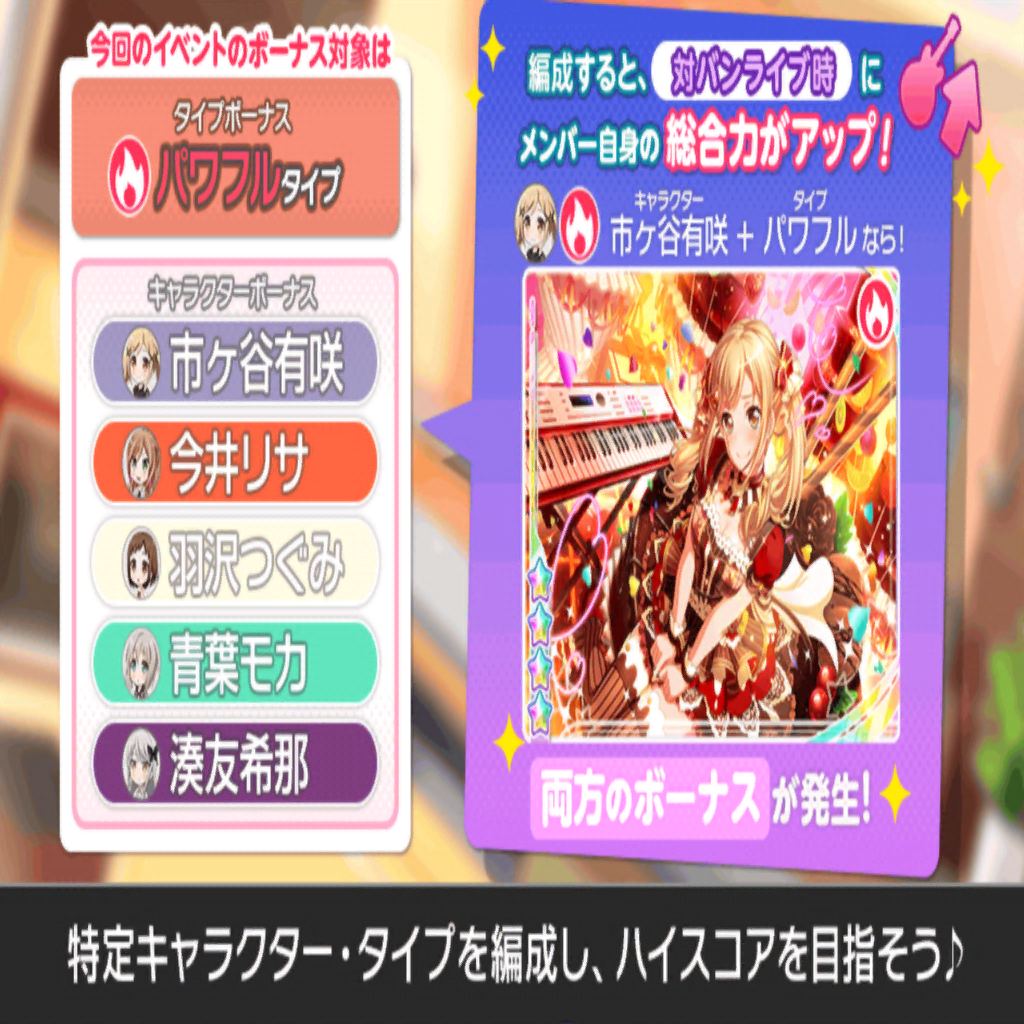 今回のイベントのボーナス対象は
タイプボーナス
パワフルタイプ
キャラクターボーナス
市ヶ谷有咲
今井リサ
羽沢つぐみ
青葉モカ
湊友希那
編成すると、対バンライブ時に
メンバー自身の総合力がアップ!
キャラクター タイプ
市ヶ谷有咲+パワフルなら!
両方のボーナスが発生!
特定キャラクター・タイプを編成し、ハイスコアを目指そう♪